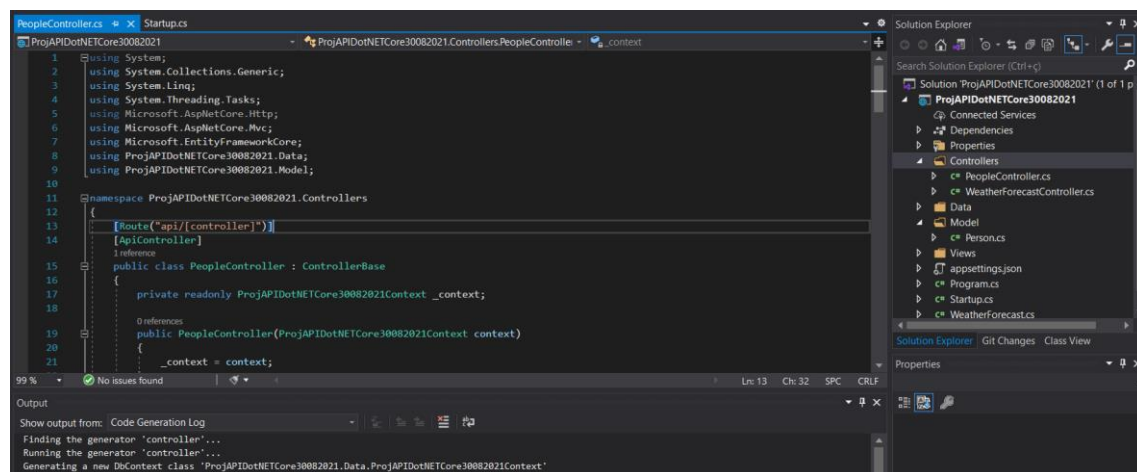 PeopleController.cs Startup.cs
ProjAPIDotNETCore30082021 ProjAPIDotNETCore30082021.Controllers.PeopleController _context
1 using System;
2 using System.Collections.Generic;
3 using System.Linq;
4 using System.Threading.Tasks;
5 using Microsoft.AspNetCore.Http;
6 using Microsoft.AspNetCore.Mvc;
7 using Microsoft.EntityFrameworkCore;
8 using ProjAPIDotNETCore30082021.Data;
9 using ProjAPIDotNETCore30082021.Model;
10
11 namespace ProjAPIDotNETCore30082021.Controllers
12 {
13 [Route("api/[controller]")]
14 [ApiController]
1 reference
15 public class PeopleController : ControllerBase
16 {
17 private readonly ProjAPIDotNETCore30082021Context _context;
18
0 references
19 public PeopleController(ProjAPIDotNETCore30082021Context context)
20 {
21 _context = context;
99 % No issues found Ln: 13 Ch: 32 SPC CRLF
Output
Show output from: Code Generation Log
Finding the generator 'controller'...
Running the generator 'controller'...
Generating a new DbContext class 'ProjAPIDotNETCore30082021.Data.ProjAPIDotNETCore30082021Context'
Solution Explorer
Search Solution Explorer (Ctrl+ç)
Solution 'ProjAPIDotNETCore30082021' (1 of 1 p
ProjAPIDotNETCore30082021
Connected Services
Dependencies
Properties
Controllers
C# PeopleController.cs
C# WeatherForecastController.cs
Data
Model
C# Person.cs
Views
appsettings.json
C# Program.cs
C# Startup.cs
C# WeatherForecast.cs
Solution Explorer Git Changes Class View
Properties